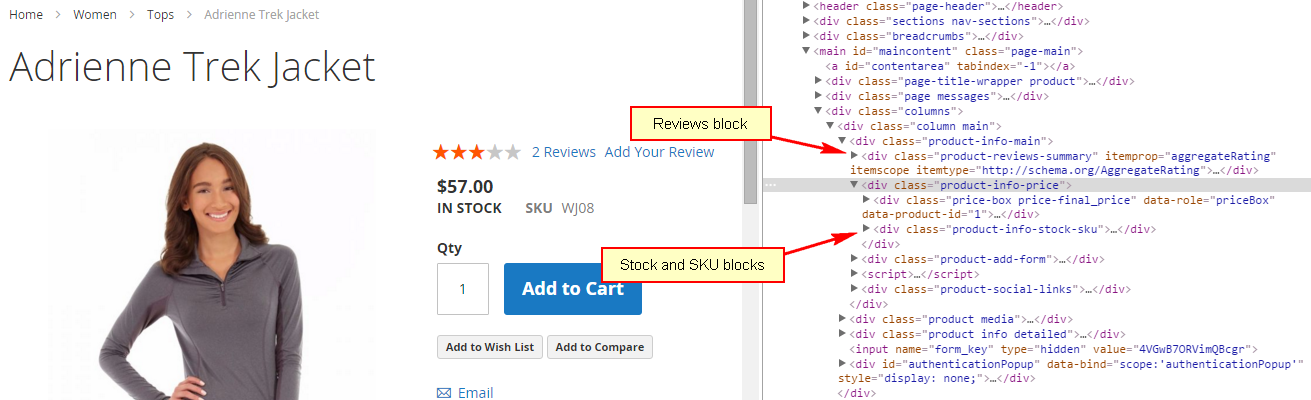 Home > Women > Tops > Adrienne Trek Jacket
Adrienne Trek Jacket
2 Reviews Add Your Review
$57.00
IN STOCK SKU WJ08
Qty
1
Add to Cart
Add to Wish List Add to Compare
Email
Reviews block
Stock and SKU blocks
<header class="page-header">…</header>
<div class="sections nav-sections">…</div>
<div class="breadcrumbs">…</div>
<main id="maincontent" class="page-main">
<a id="contentarea" tabindex="-1"></a>
<div class="page-title-wrapper product">…</div>
<div class="page messages">…</div>
<div class="columns">
<div class="column main">
<div class="product-info-main">
<div class="product-reviews-summary" itemprop="aggregateRating"
itemscope itemtype="http://schema.org/AggregateRating">…</div>
<div class="product-info-price">
<div class="price-box price-final_price" data-role="priceBox"
data-product-id="1">…</div>
<div class="product-info-stock-sku">…</div>
</div>
<div class="product-add-form">…</div>
<script>…</script>
<div class="product-social-links">…</div>
</div>
<div class="product media">…</div>
<div class="product info detailed">…</div>
<input name="form_key" type="hidden" value="4VGwB7ORVimQBcgr">
<div id="authenticationPopup" data-bind="scope:'authenticationPopup'"
style="display: none;">…</div>
</div>